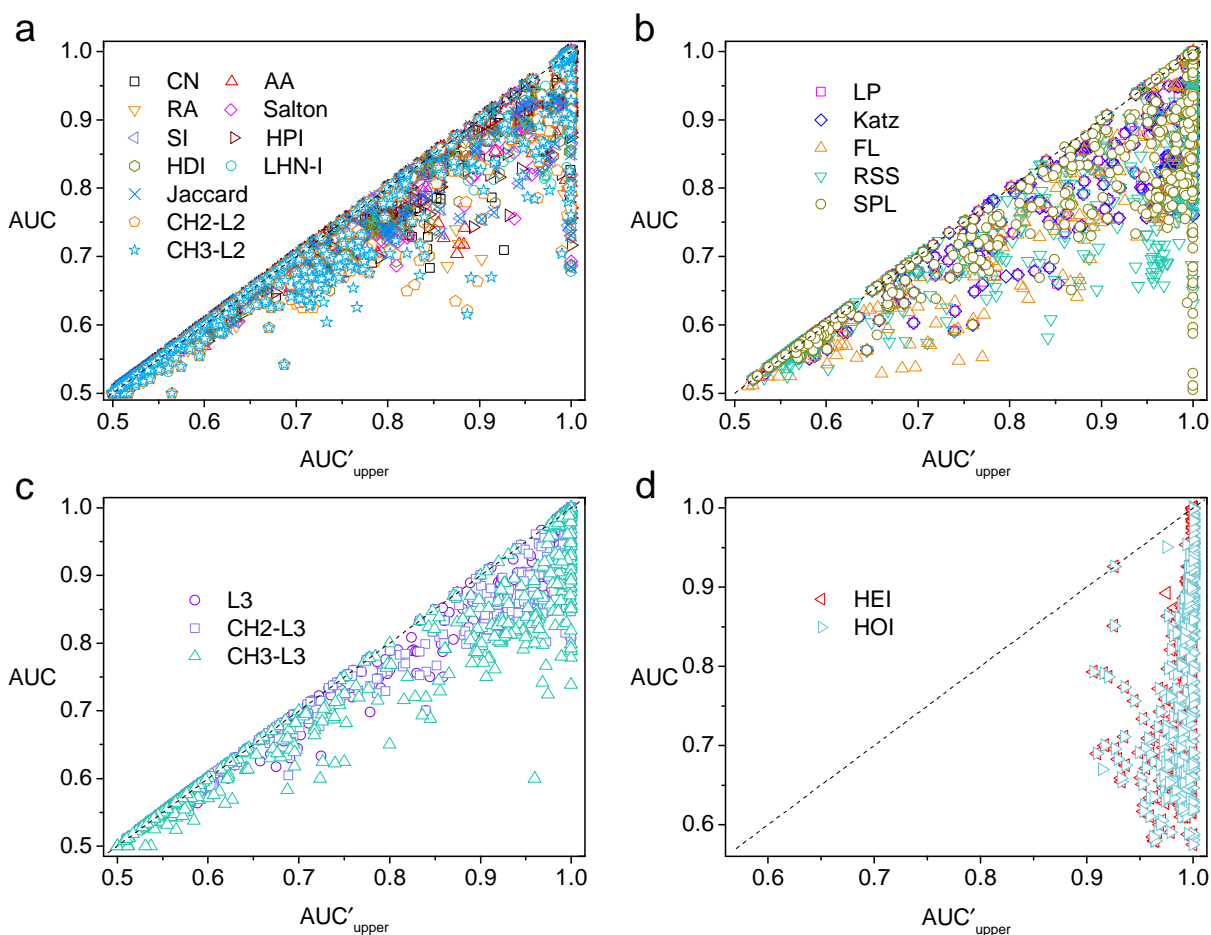 a
AUC
1.0
0.9
0.8
0.7
0.6
0.5
CN AA
RA Salton
SI HPI
HDI LHN-I
Jaccard
CH2-L2
CH3-L2
0.5 0.6 0.7 0.8 0.9 1.0
AUC′upper
b
AUC
1.0
0.9
0.8
0.7
0.6
0.5
LP
Katz
FL
RSS
SPL
0.5 0.6 0.7 0.8 0.9 1.0
AUC′upper
c
AUC
1.0
0.9
0.8
0.7
0.6
0.5
L3
CH2-L3
CH3-L3
0.5 0.6 0.7 0.8 0.9 1.0
AUC′upper
d
AUC
1.0
0.9
0.8
0.7
0.6
HEI
HOI
0.6 0.7 0.8 0.9 1.0
AUC′upper